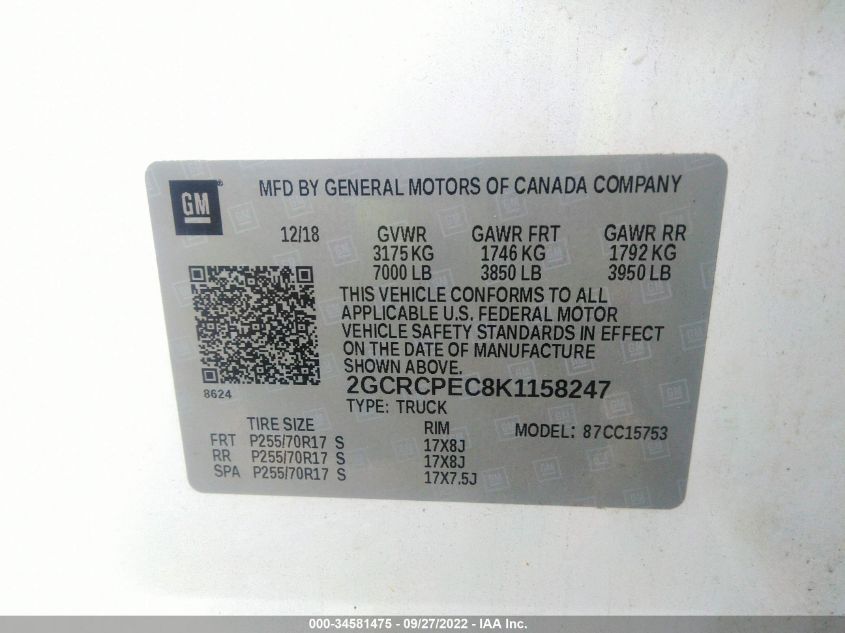 GM ®
MFD BY GENERAL MOTORS OF CANADA COMPANY
12/18 GVWR GAWR FRT GAWR RR
3175 KG 1746 KG 1792 KG
7000 LB 3850 LB 3950 LB
THIS VEHICLE CONFORMS TO ALL
APPLICABLE U.S. FEDERAL MOTOR
VEHICLE SAFETY STANDARDS IN EFFECT
ON THE DATE OF MANUFACTURE
SHOWN ABOVE.
8624
2GCRCPEC8K1158247
TYPE: TRUCK
TIRE SIZE RIM MODEL: 87CC15753
FRT P255/70R17 S 17X8J
RR P255/70R17 S 17X8J
SPA P255/70R17 S 17X7.5J
000-34581475 - 09/27/2022 - IAA, Inc.